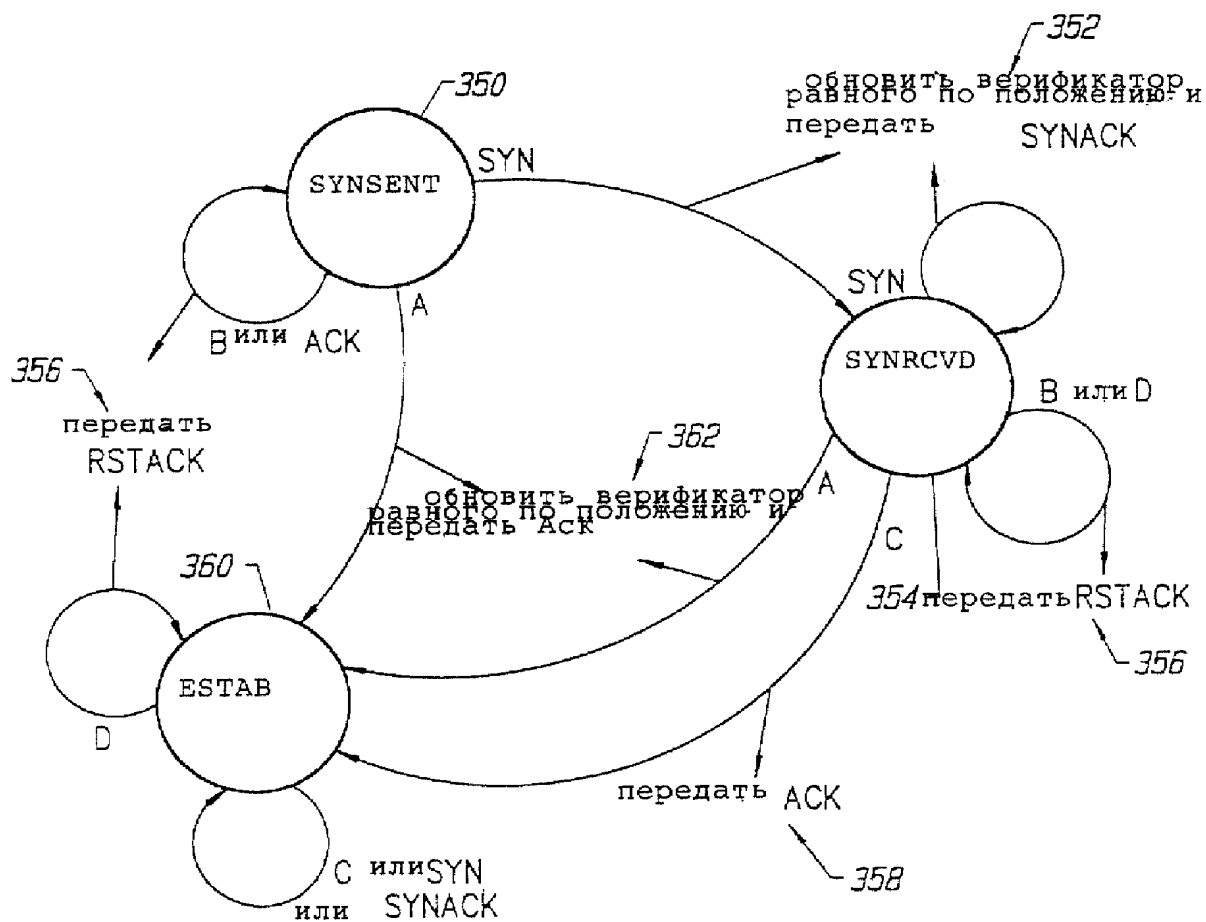 352
обновить верификатор
равного по положению и
передать SYNACK
350
SYNSENT
SYN
SYN
SYNRCVD
A
B или ACK
356
передать
RSTACK
B или D
362
обновить верификатор
равного по положению и
передать Аск
A
C
360
354 передать RSTACK
356
ESTAB
D
передать ACK
358
C или SYN
или SYNACK